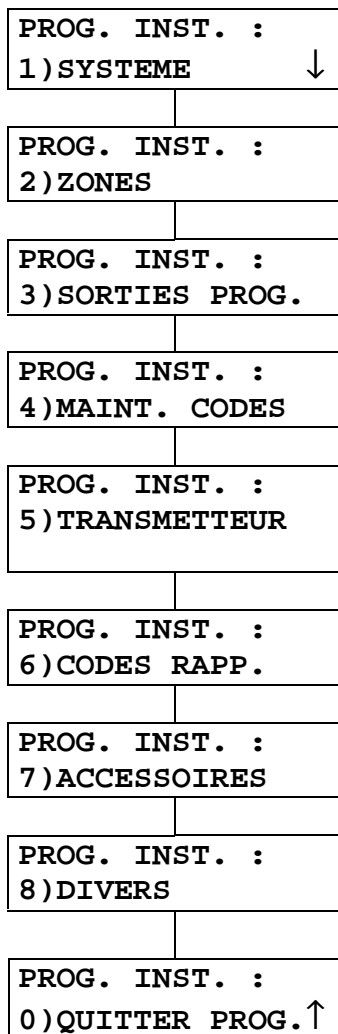 PROG. INST. :
1)SYSTEME ↓
PROG. INST. :
2)ZONES
PROG. INST. :
3)SORTIES PROG.
PROG. INST. :
4)MAINT. CODES
PROG. INST. :
5)TRANSMETTEUR
PROG. INST. :
6)CODES RAPP.
PROG. INST. :
7)ACCESSOIRES
PROG. INST. :
8)DIVERS
PROG. INST. :
0)QUITTER PROG.↑